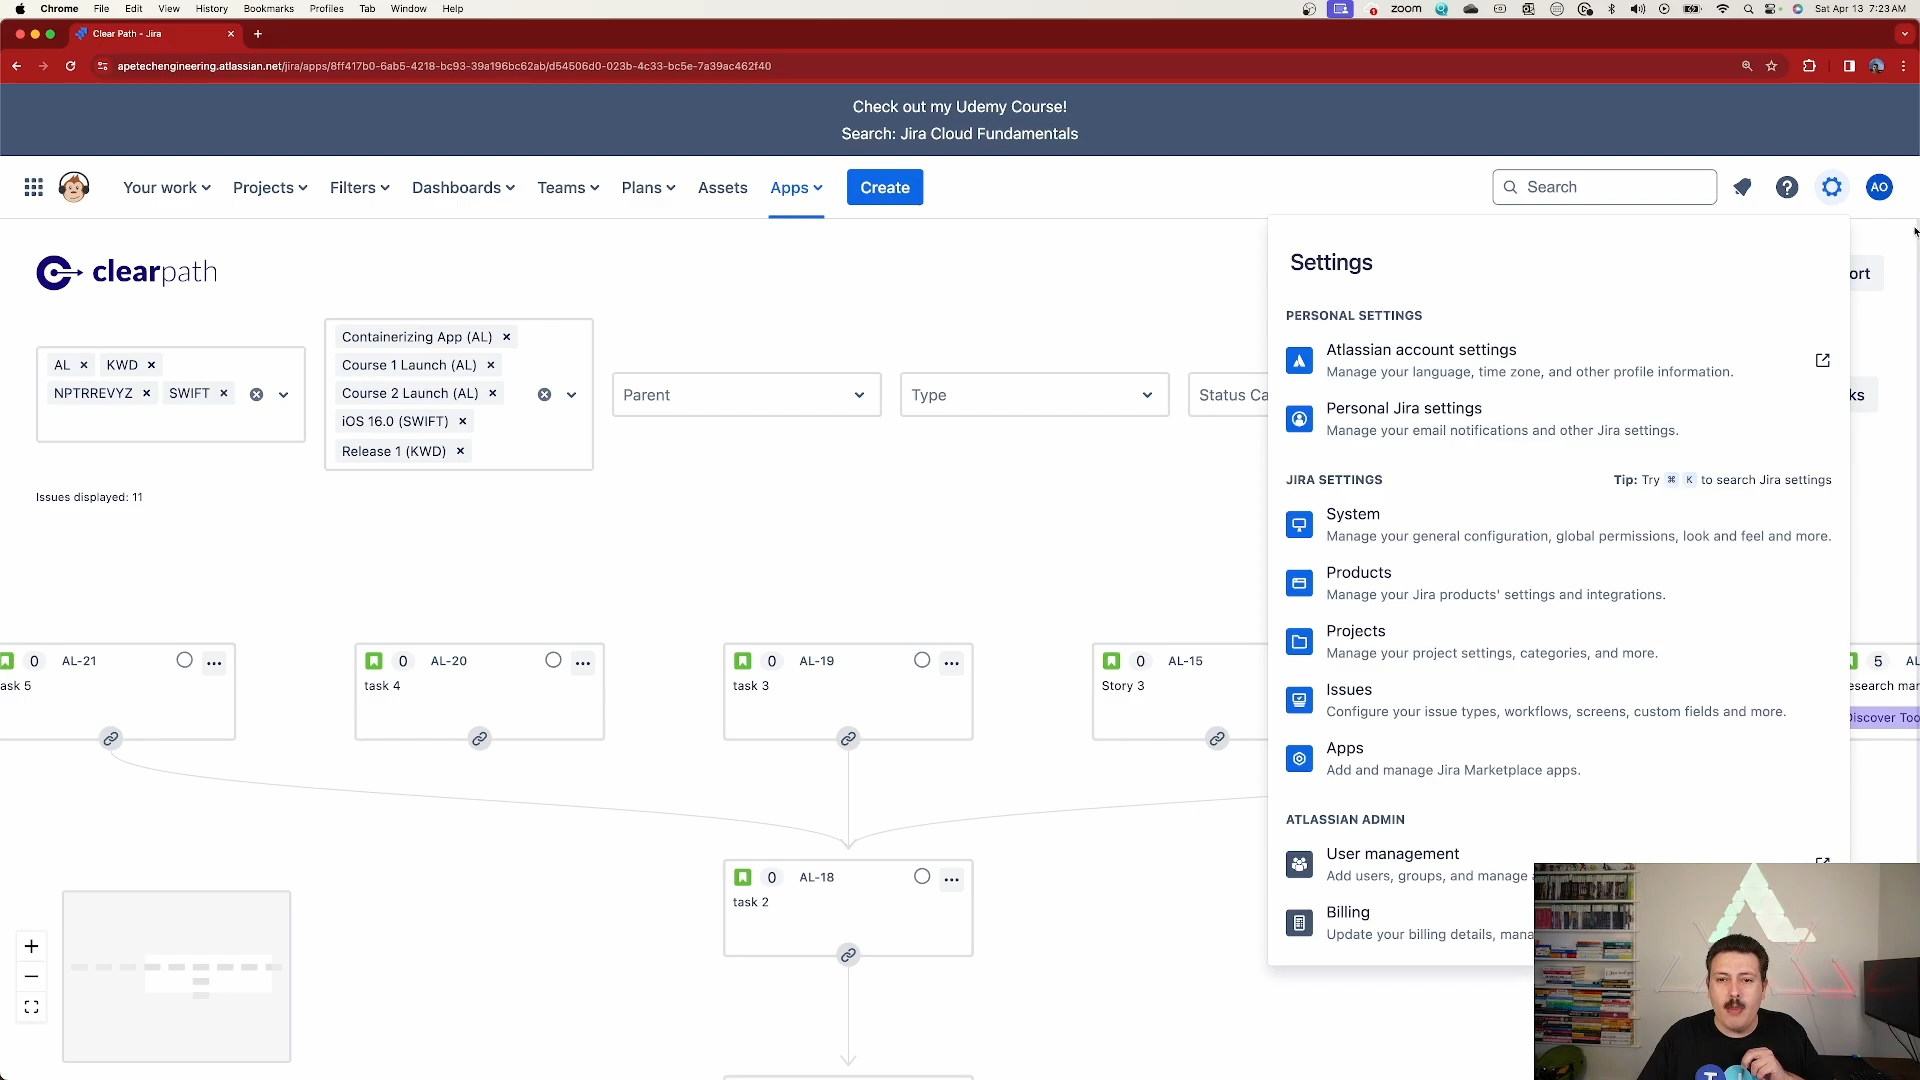 Chrome File Edit View History Bookmarks Profiles Tab Window Help
zoom
Sat Apr 13 7:23 AM
Clear Path - Jira
apetechengineering.atlassian.net/jira/apps/8ff417b0-6ab5-4218-bc93-39a196bc62ab/d54506d0-023b-4c33-bc5e-7a39ac462f40
Check out my Udemy Course!
Search: Jira Cloud Fundamentals
Your work Projects Filters Dashboards Teams Plans Assets Apps Create
Search
AO
clearpath
ort
AL KWD
NPTRREVYZ SWIFT
Containerizing App (AL)
Course 1 Launch (AL)
Course 2 Launch (AL)
iOS 16.0 (SWIFT)
Release 1 (KWD)
Parent
Type
Status Ca
ks
Issues displayed: 11
0 AL-21
ask 5
0 AL-20
task 4
0 AL-19
task 3
0 AL-15
Story 3
5 AL
esearch mar
Discover Too
0 AL-18
task 2
Settings
PERSONAL SETTINGS
Atlassian account settings
Manage your language, time zone, and other profile information.
Personal Jira settings
Manage your email notifications and other Jira settings.
JIRA SETTINGS
Tip: Try ⌘ K to search Jira settings
System
Manage your general configuration, global permissions, look and feel and more.
Products
Manage your Jira products' settings and integrations.
Projects
Manage your project settings, categories, and more.
Issues
Configure your issue types, workflows, screens, custom fields and more.
Apps
Add and manage Jira Marketplace apps.
ATLASSIAN ADMIN
User management
Add users, groups, and manage
Billing
Update your billing details, mana